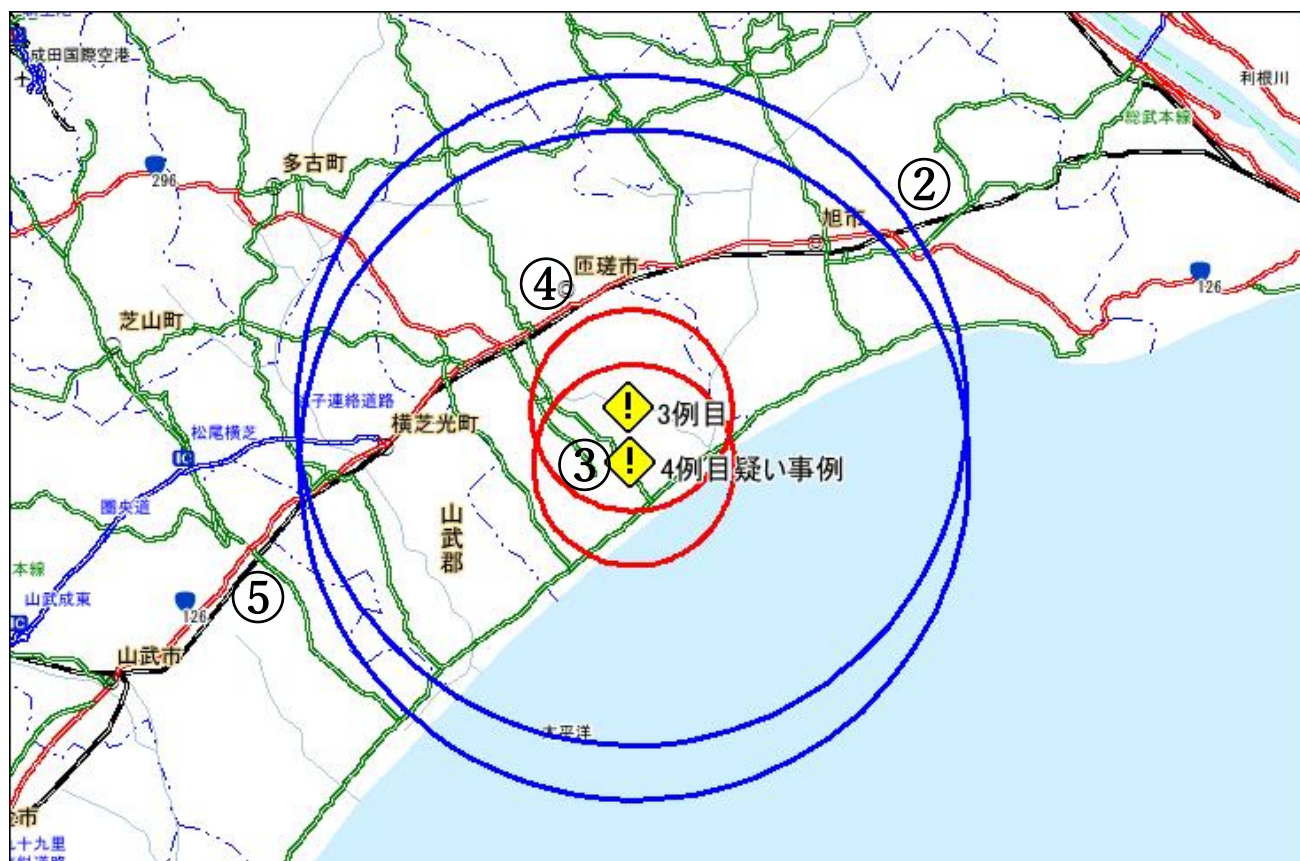 成田国際空港
利根川
総武本線
多古町
296
②
旭市
匝瑳市
④
126
芝山町
子連絡道路
松尾横芝
横芝光町
3例目
IC
③
4例目疑い事例
圏央道
山武郡
本線
山武成東
⑤
126
IC
山武市
太平洋
市
九十九里